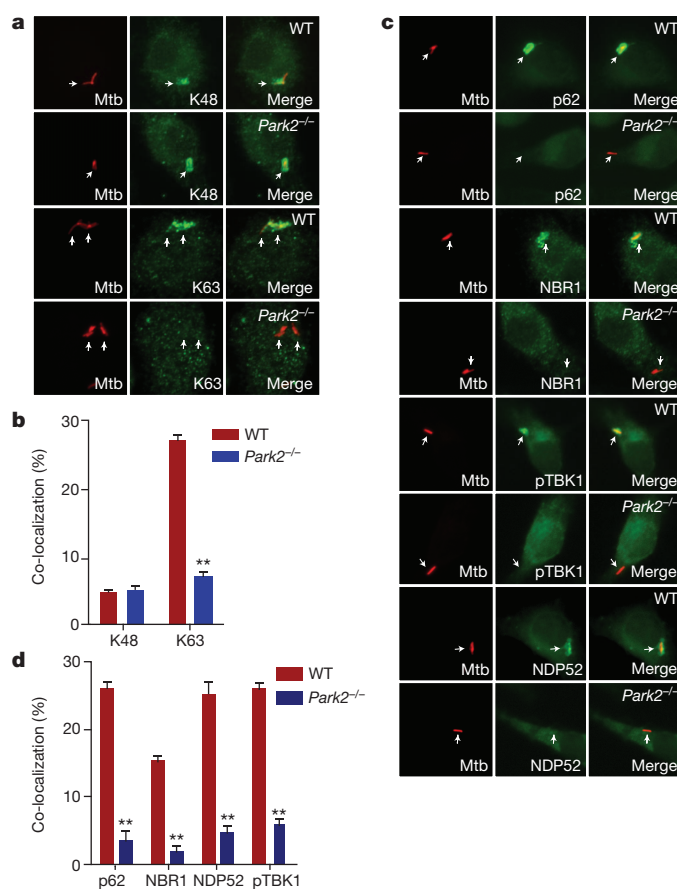 a
WT
Mtb K48 Merge
Park2−/−
Mtb K48 Merge
WT
Mtb K63 Merge
Park2−/−
Mtb K63 Merge
b
30
20
10
0
Co-localization (%)
WT
Park2−/−
**
K48 K63
c
WT
Mtb p62 Merge
Park2−/−
Mtb p62 Merge
WT
Mtb NBR1 Merge
Park2−/−
Mtb NBR1 Merge
WT
Mtb pTBK1 Merge
Park2−/−
Mtb pTBK1 Merge
WT
Mtb NDP52 Merge
Park2−/−
Mtb NDP52 Merge
d
30
20
10
0
Co-localization (%)
WT
Park2−/−
** ** ** **
p62 NBR1 NDP52 pTBK1